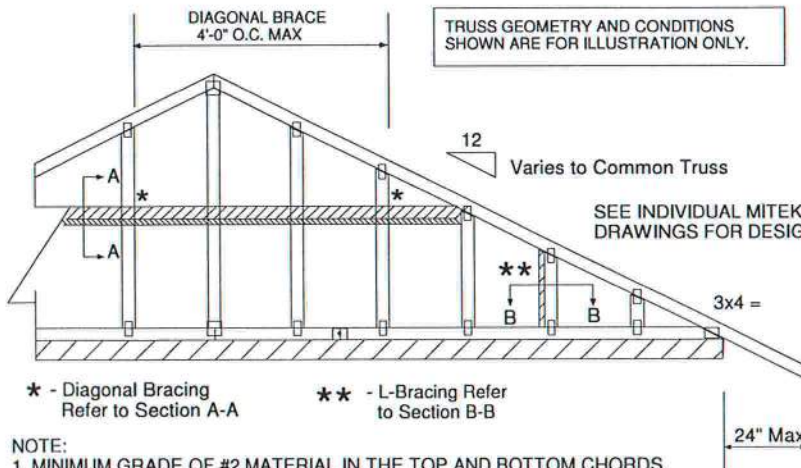 DIAGONAL BRACE
4'-0" O.C. MAX
TRUSS GEOMETRY AND CONDITIONS
SHOWN ARE FOR ILLUSTRATION ONLY.
12
Varies to Common Truss
A
*
*
SEE INDIVIDUAL MITEK
DRAWINGS FOR DESIG
A
**
B
B
3x4 =
* - Diagonal Bracing
Refer to Section A-A
** - L-Bracing Refer
to Section B-B
24" Max
NOTE:
1. MINIMUM GRADE OF #2 MATERIAL IN THE TOP AND BOTTOM CHORDS